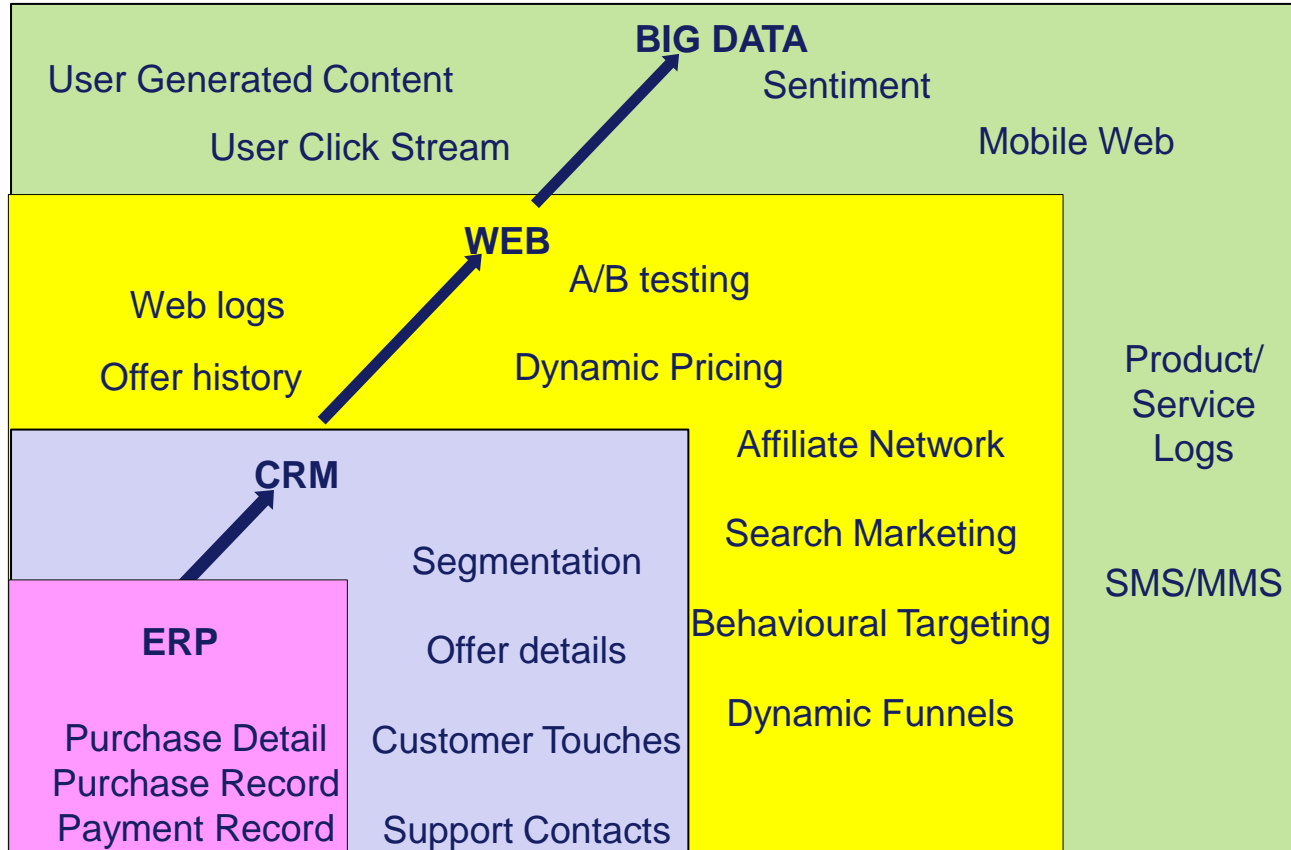 BIG DATA
User Generated Content
Sentiment
User Click Stream
Mobile Web
WEB
A/B testing
Web logs
Offer history
Dynamic Pricing
Product/
Service
Logs
Affiliate Network
Search Marketing
SMS/MMS
Behavioural Targeting
Dynamic Funnels
CRM
Segmentation
Offer details
Customer Touches
Support Contacts
ERP
Purchase Detail
Purchase Record
Payment Record